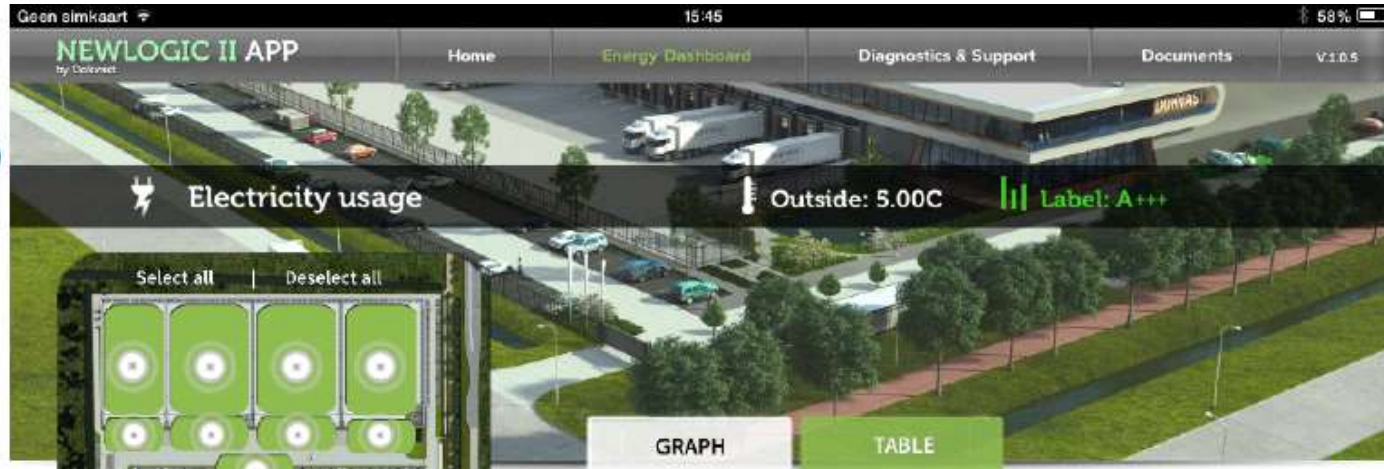 Geen simkaart 15:45 58%
NEWLOGIC II APP Home Energy Dashboard Diagnostics & Support Documents V.1.0.5
by
Electricity usage Outside: 5.00C Label: A+++
Select all | Deselect all
GRAPH TABLE